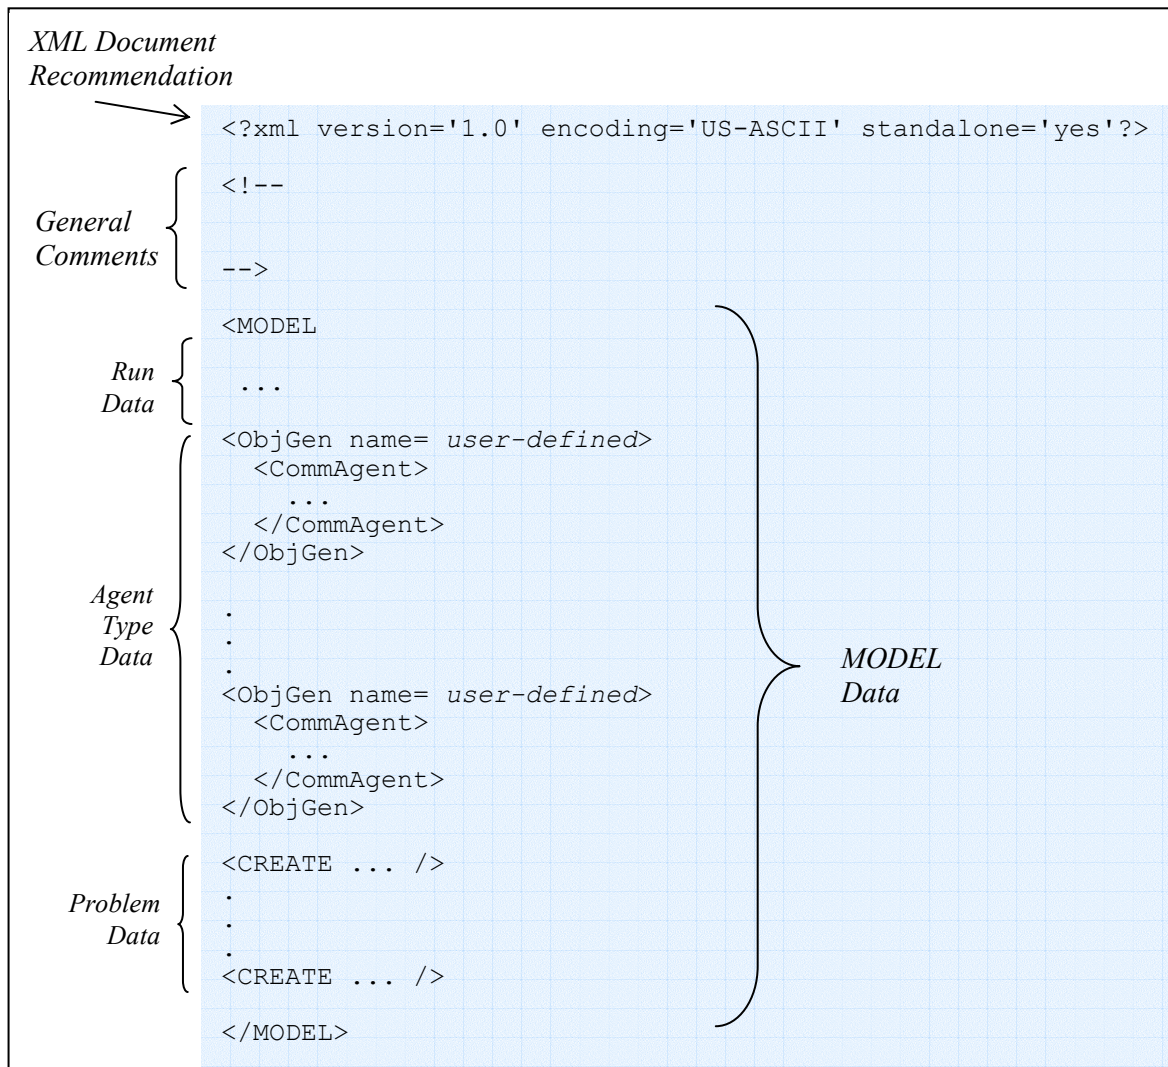 XML Document
Recommendation
<?xml version='1.0' encoding='US-ASCII' standalone='yes'?>
<!--
General
Comments
-->
<MODEL
Run
Data
...
<ObjGen name= user-defined>
<CommAgent>
...
</CommAgent>
</ObjGen>
Agent
Type
Data
.
.
.
<ObjGen name= user-defined>
<CommAgent>
...
</CommAgent>
</ObjGen>
MODEL
Data
<CREATE ... />
Problem
Data
.
.
.
<CREATE ... />
</MODEL>